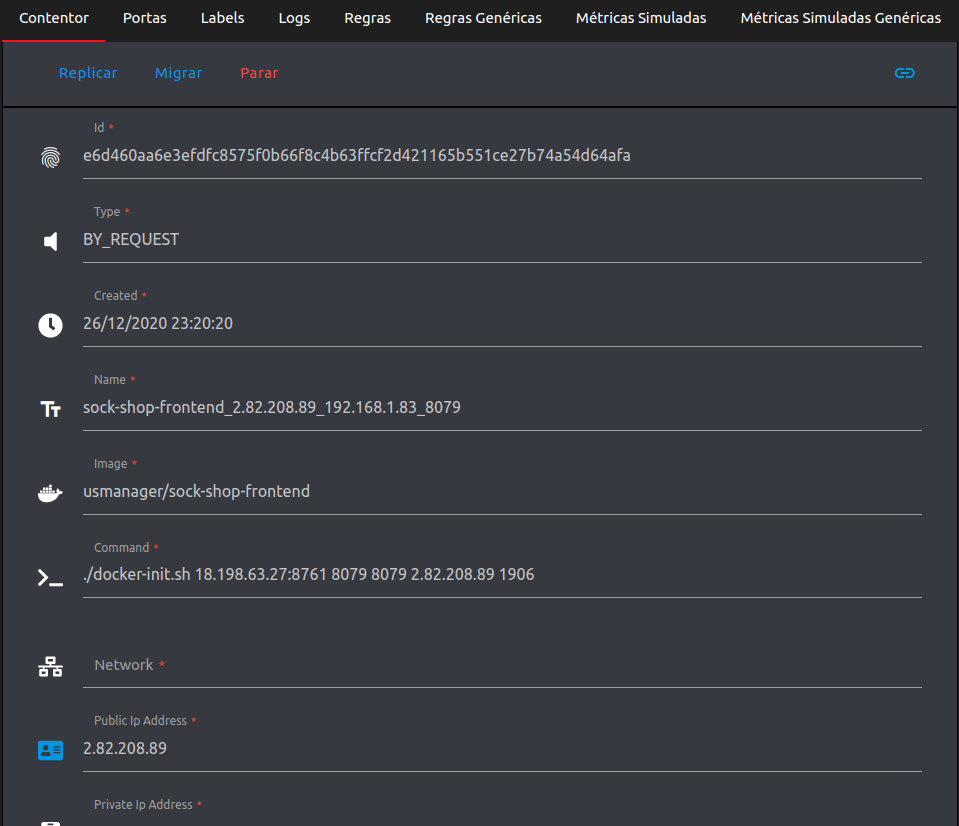 Contentor Portas Labels Logs Regras Regras Genéricas Métricas Simuladas Métricas Simuladas Genéricas
Replicar Migrar Parar
Id *
e6d460aa6e3efdfc8575f0b66f8c4b63ffcf2d421165b551ce27b74a54d64afa
Type *
BY_REQUEST
Created *
26/12/2020 23:20:20
Name *
sock-shop-frontend_2.82.208.89_192.168.1.83_8079
Image *
usmanager/sock-shop-frontend
Command *
./docker-init.sh 18.198.63.27:8761 8079 8079 2.82.208.89 1906
Network *
Public Ip Address *
2.82.208.89
Private Ip Address *